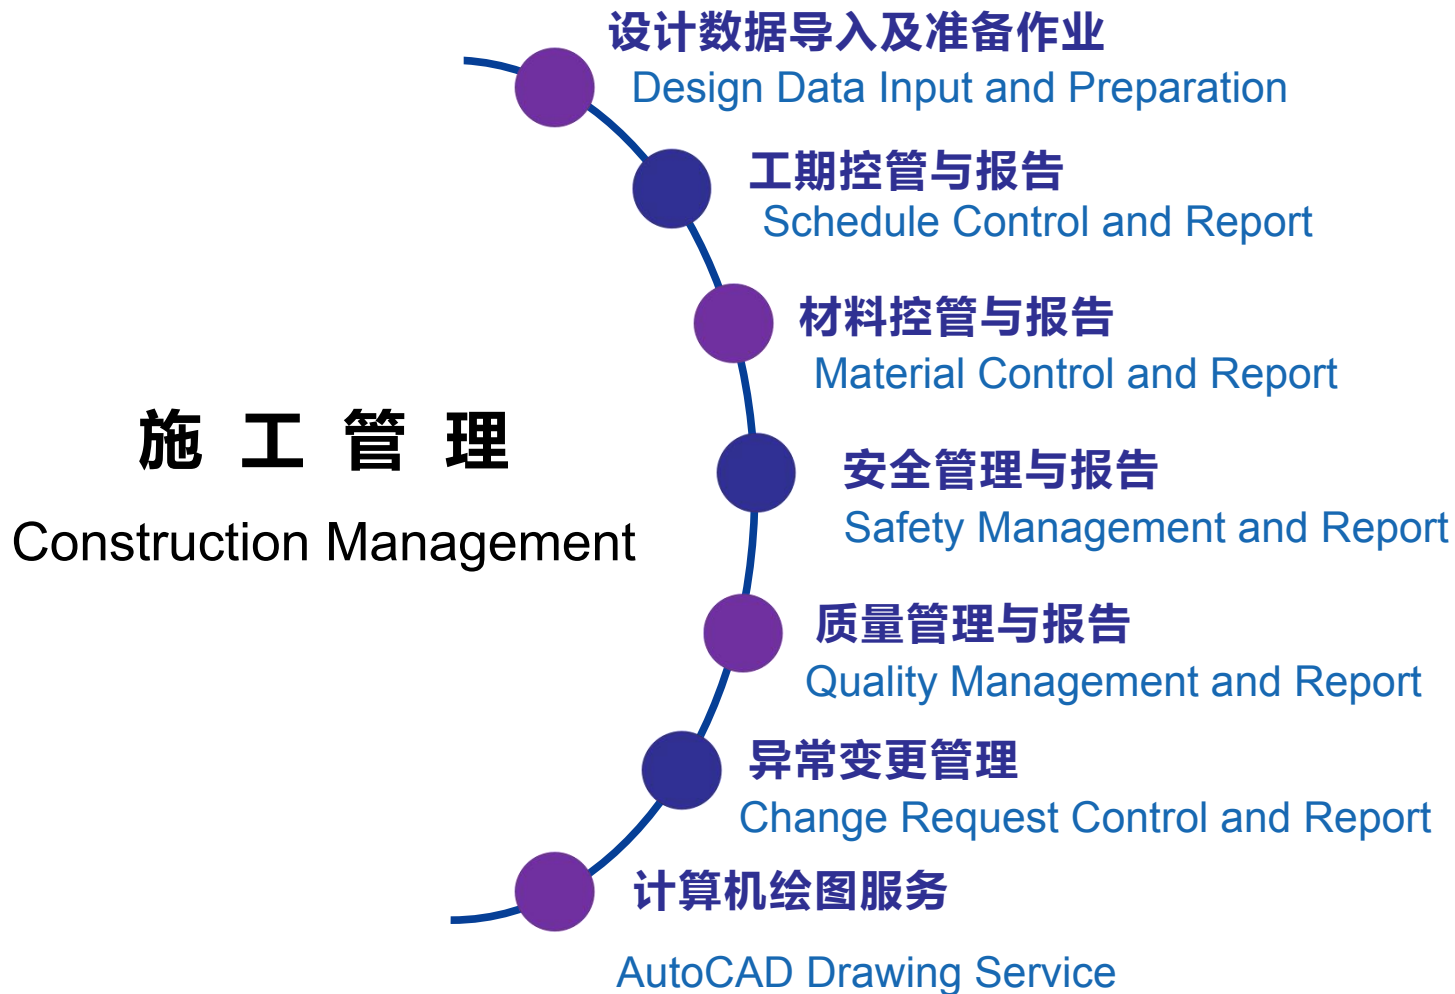 施工管理
Construction Management
设计数据导入及准备作业
Design Data Input and Preparation
工期控管与报告
Schedule Control and Report
材料控管与报告
Material Control and Report
安全管理与报告
Safety Management and Report
质量管理与报告
Quality Management and Report
异常变更管理
Change Request Control and Report
计算机绘图服务
AutoCAD Drawing Service